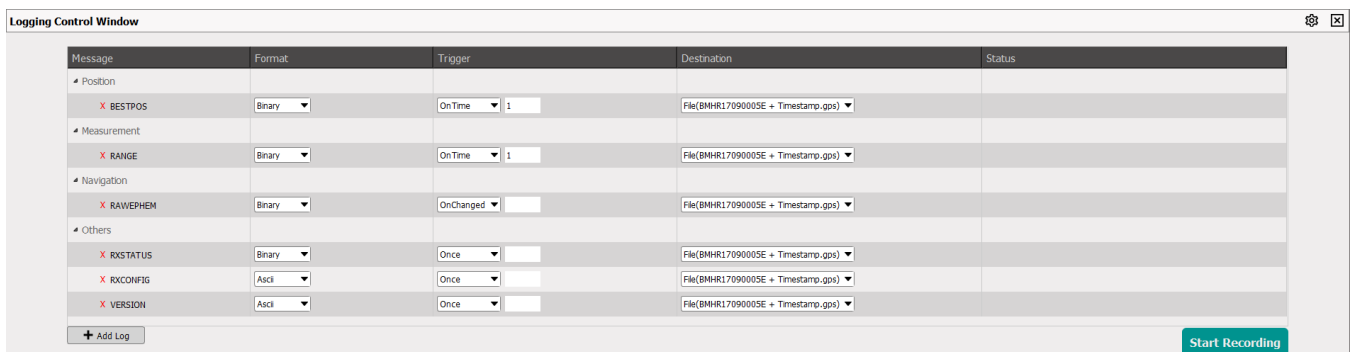 Logging Control Window
Message Format Trigger Destination Status
Position
X BESTPOS Binary OnTime 1 File(BMHR17090005E + Timestamp.gps)
Measurement
X RANGE Binary OnTime 1 File(BMHR17090005E + Timestamp.gps)
Navigation
X RAWEPHEM Binary OnChanged File(BMHR17090005E + Timestamp.gps)
Others
X RXSTATUS Binary Once File(BMHR17090005E + Timestamp.gps)
X RXCONFIG Ascii Once File(BMHR17090005E + Timestamp.gps)
X VERSION Ascii Once File(BMHR17090005E + Timestamp.gps)
+ Add Log
Start Recording